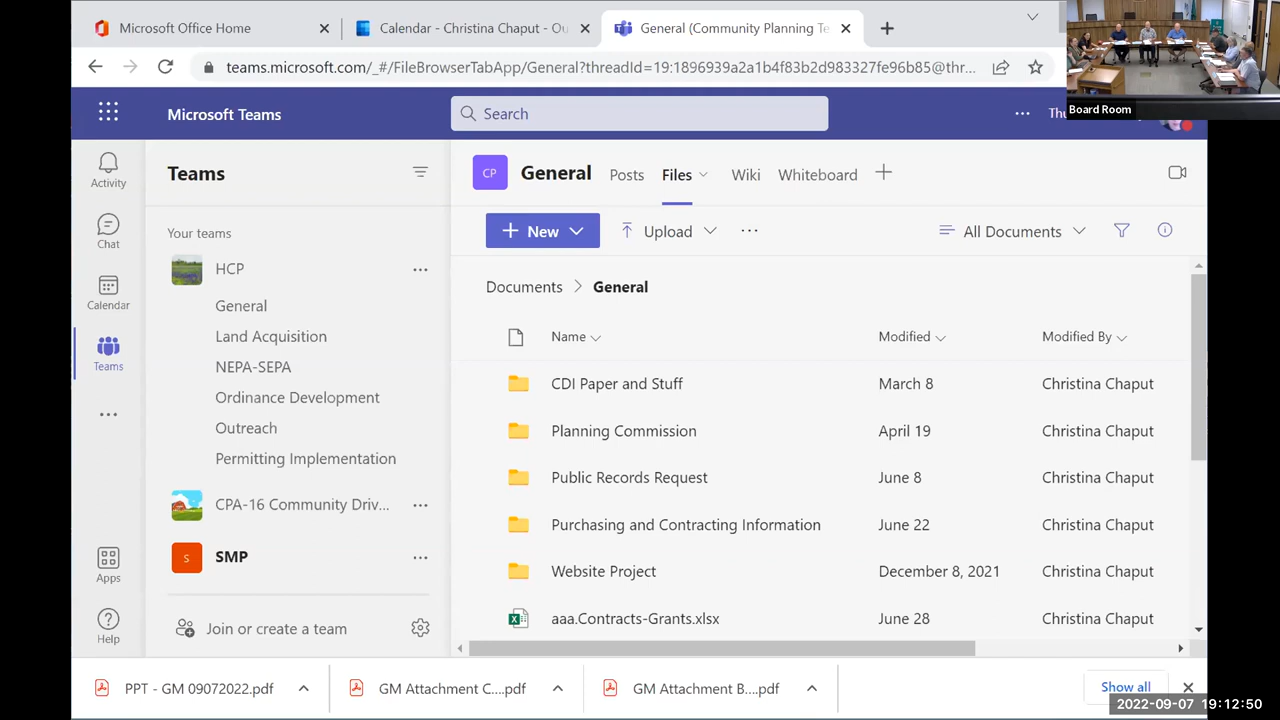 Microsoft Office Home
Calendar - Christina Chaput - Ou
General (Community Planning Te
teams.microsoft.com/_#/FileBrowserTabApp/General?threadId=19:1896939a2a1b4f83b2d983327fe96b85@thr...
Board Room
Microsoft Teams
Search
Activity
Chat
Calendar
Teams
Apps
Help
Teams
Your teams
HCP
General
Land Acquisition
NEPA-SEPA
Ordinance Development
Outreach
Permitting Implementation
CPA-16 Community Driv...
S
SMP
Join or create a team
CP
General
Posts
Files
Wiki
Whiteboard
New
Upload
All Documents
Documents > General
Name Modified Modified By
CDI Paper and Stuff March 8 Christina Chaput
Planning Commission April 19 Christina Chaput
Public Records Request June 8 Christina Chaput
Purchasing and Contracting Information June 22 Christina Chaput
Website Project December 8, 2021 Christina Chaput
aaa.Contracts-Grants.xlsx June 28 Christina Chaput
PPT - GM 09072022.pdf
GM Attachment C....pdf
GM Attachment B....pdf
Show all
2022-09-07 19:12:50